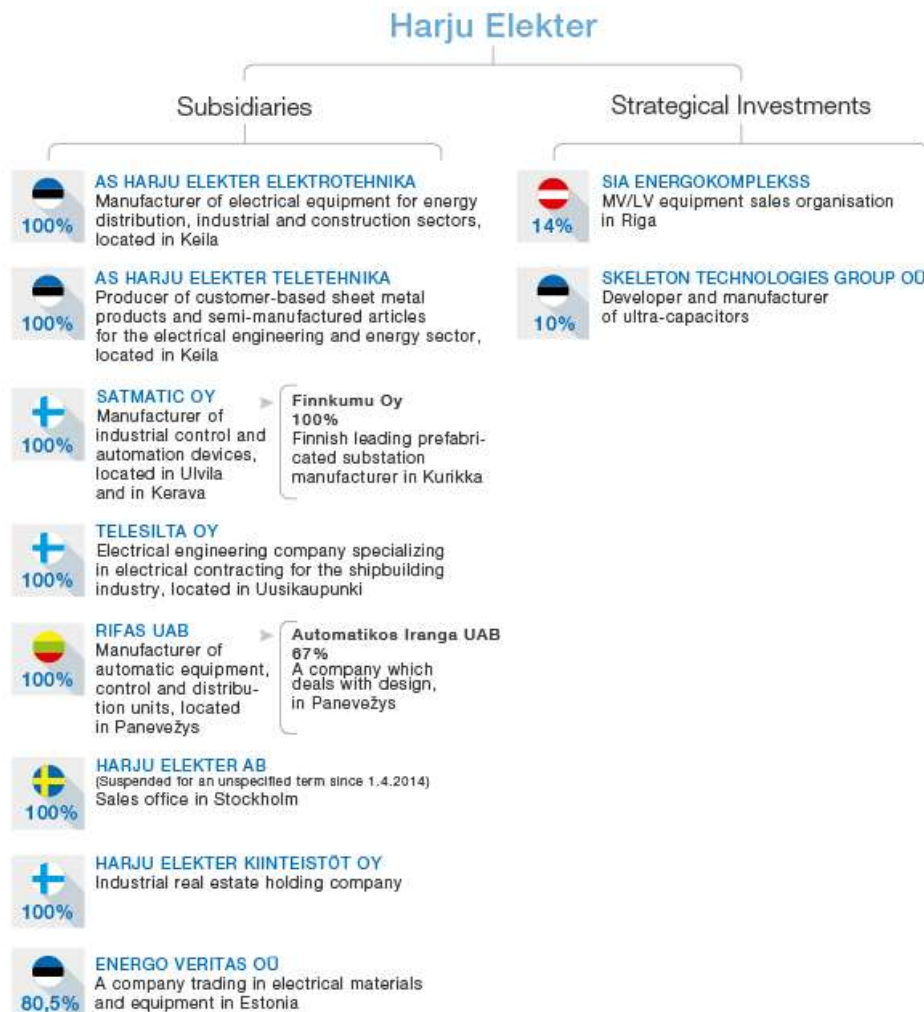 Harju Elekter
Subsidiaries
Strategical Investments
AS HARJU ELEKTER ELEKTROTEHNIKA
Manufacturer of electrical equipment for energy
distribution, industrial and construction sectors,
located in Keila
100%
AS HARJU ELEKTER TELETEHNIKA
Producer of customer-based sheet metal
products and semi-manufactured articles
for the electrical engineering and energy sector,
located in Keila
100%
SATMATIC OY
Manufacturer of
industrial control and
automation devices,
located in Ulvila
and in Kerava
100%
Finnkumu Oy
100%
Finnish leading prefabri-
cated substation
manufacturer in Kurikka
TELESILTA OY
Electrical engineering company specializing
in electrical contracting for the shipbuilding
industry, located in Uusikaupunki
100%
RIFAS UAB
Manufacturer of
automatic equipment,
control and distribu-
tion units, located
in Panevežys
100%
Automatikos Iranga UAB
67%
A company which
deals with design,
in Panevežys
HARJU ELEKTER AB
(Suspended for an unspecified term since 1.4.2014)
Sales office in Stockholm
100%
HARJU ELEKTER KIINTEISTÖT OY
Industrial real estate holding company
100%
ENERGO VERITAS OÜ
A company trading in electrical materials
and equipment in Estonia
80,5%
SIA ENERGOKOMPLEKSS
MV/LV equipment sales organisation
in Riga
14%
SKELETON TECHNOLOGIES GROUP OÜ
Developer and manufacturer
of ultra-capacitors
10%